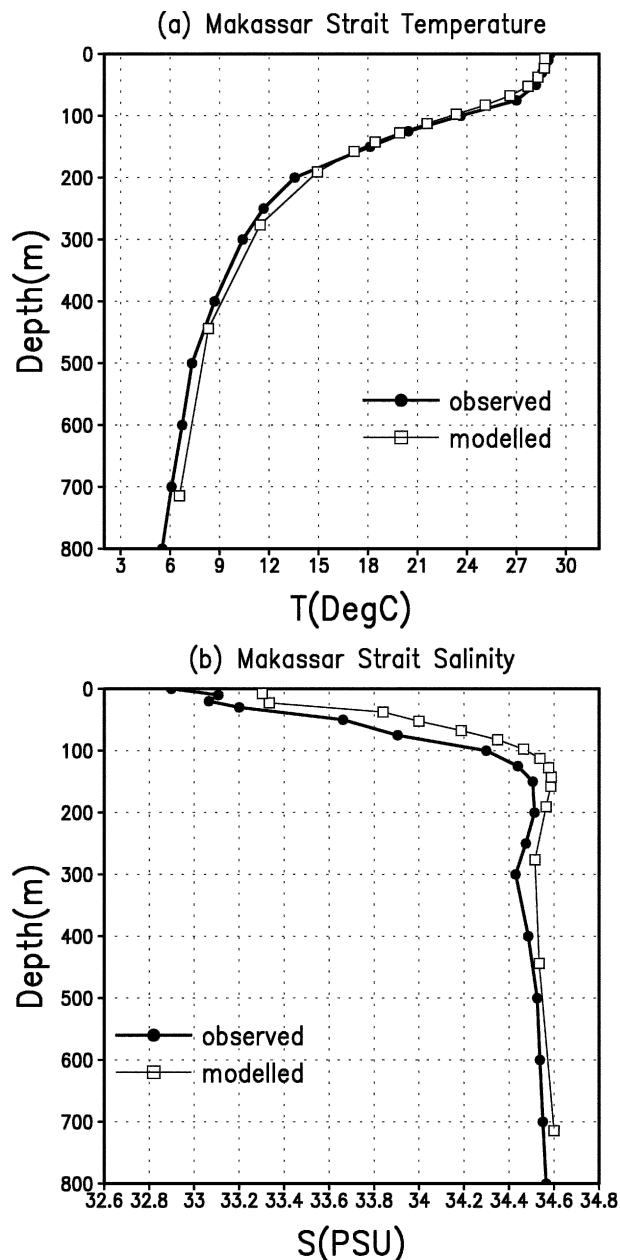 (a) Makassar Strait Temperature
0
100
200
300
400
500
600
700
800
Depth(m)
observed
modelled
3 6 9 12 15 18 21 24 27 30
T(DegC)
(b) Makassar Strait Salinity
0
100
200
300
400
500
600
700
800
Depth(m)
observed
modelled
32.6 32.8 33 33.2 33.4 33.6 33.8 34 34.2 34.4 34.6 34.8
S(PSU)